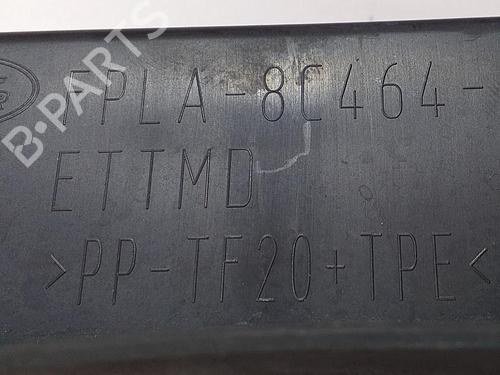 B-PARTS
FPLA-8C464-
ETTMD
>PP-TF20+TPE<